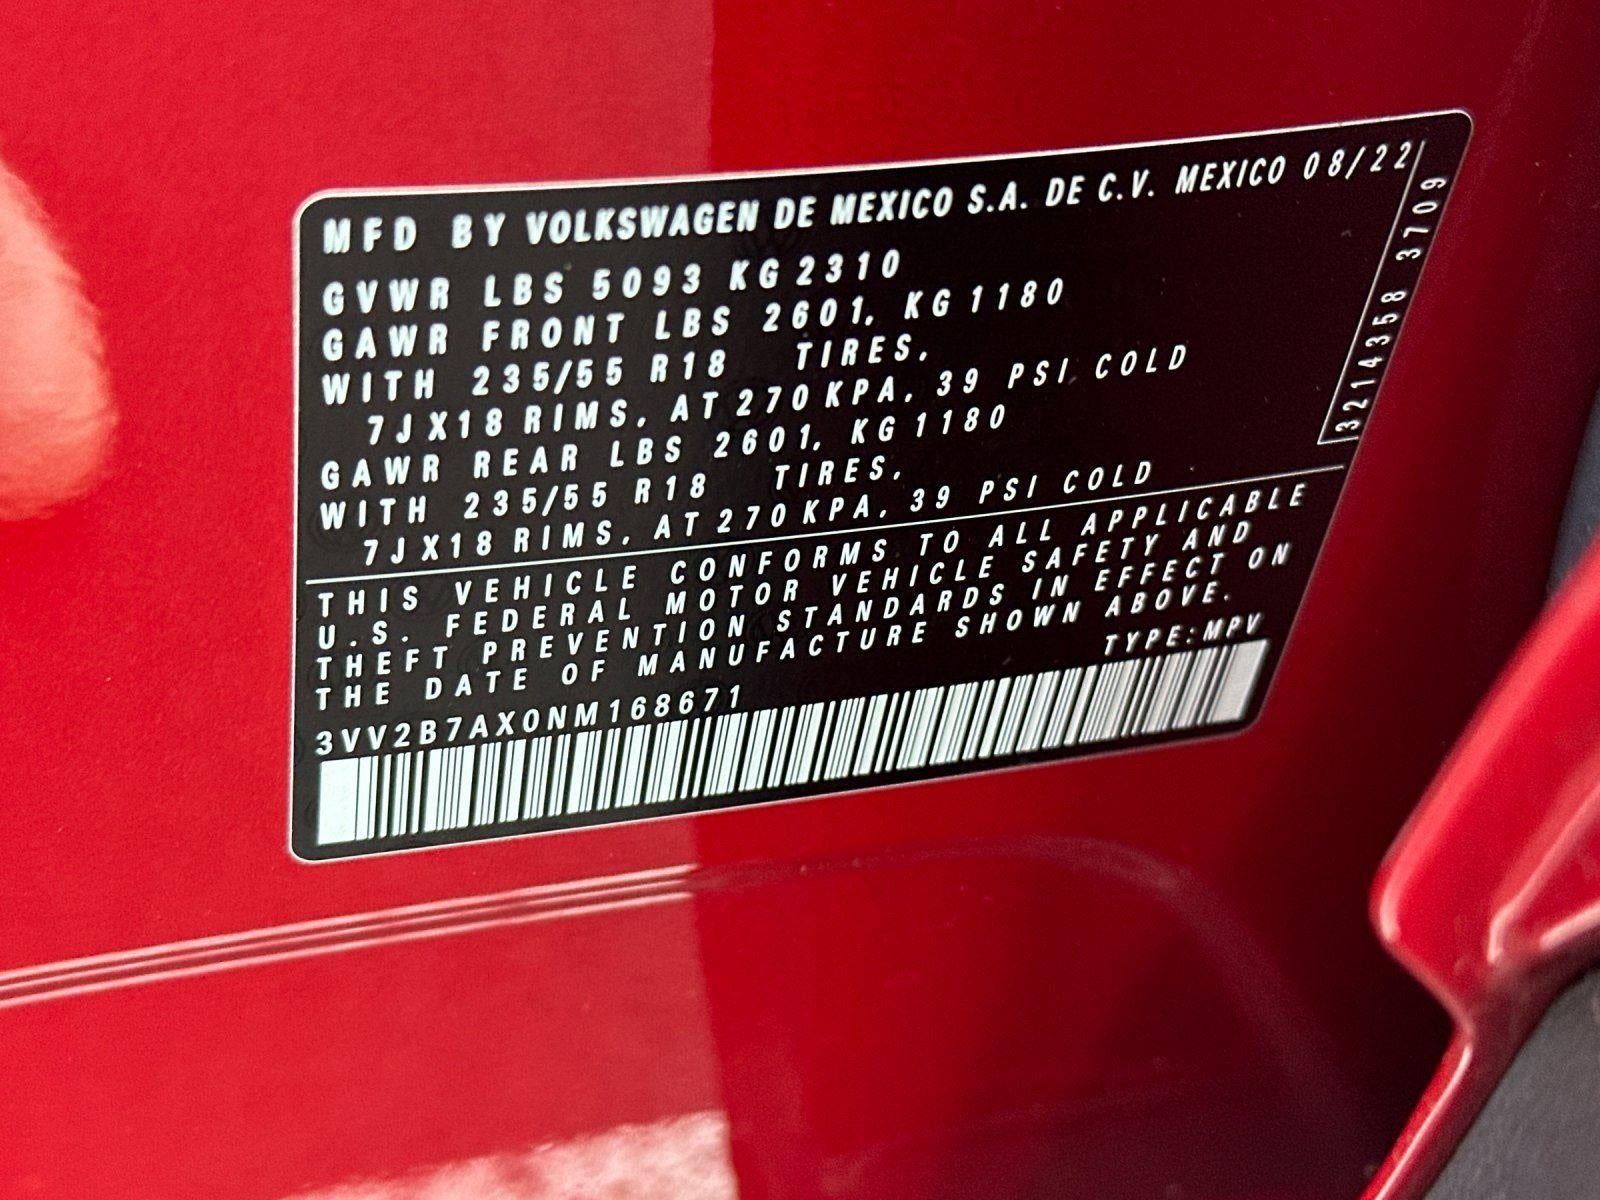 MFD BY VOLKSWAGEN DE MEXICO S.A. DE C.V. MEXICO 08/22
GVWR LBS 5093 KG 2310
GAWR FRONT LBS 2601, KG 1180
WITH 235/55 R18 TIRES,
7JX18 RIMS, AT 270 KPA, 39 PSI COLD
GAWR REAR LBS 2601, KG 1180
WITH 235/55 R18 TIRES,
7JX18 RIMS, AT 270 KPA, 39 PSI COLD
3214358 3709
THIS VEHICLE CONFORMS TO ALL APPLICABLE
U.S. FEDERAL MOTOR VEHICLE SAFETY AND
THEFT PREVENTION STANDARDS IN EFFECT ON
THE DATE OF MANUFACTURE SHOWN ABOVE.
TYPE:MPV
3VV2B7AX0NM168671